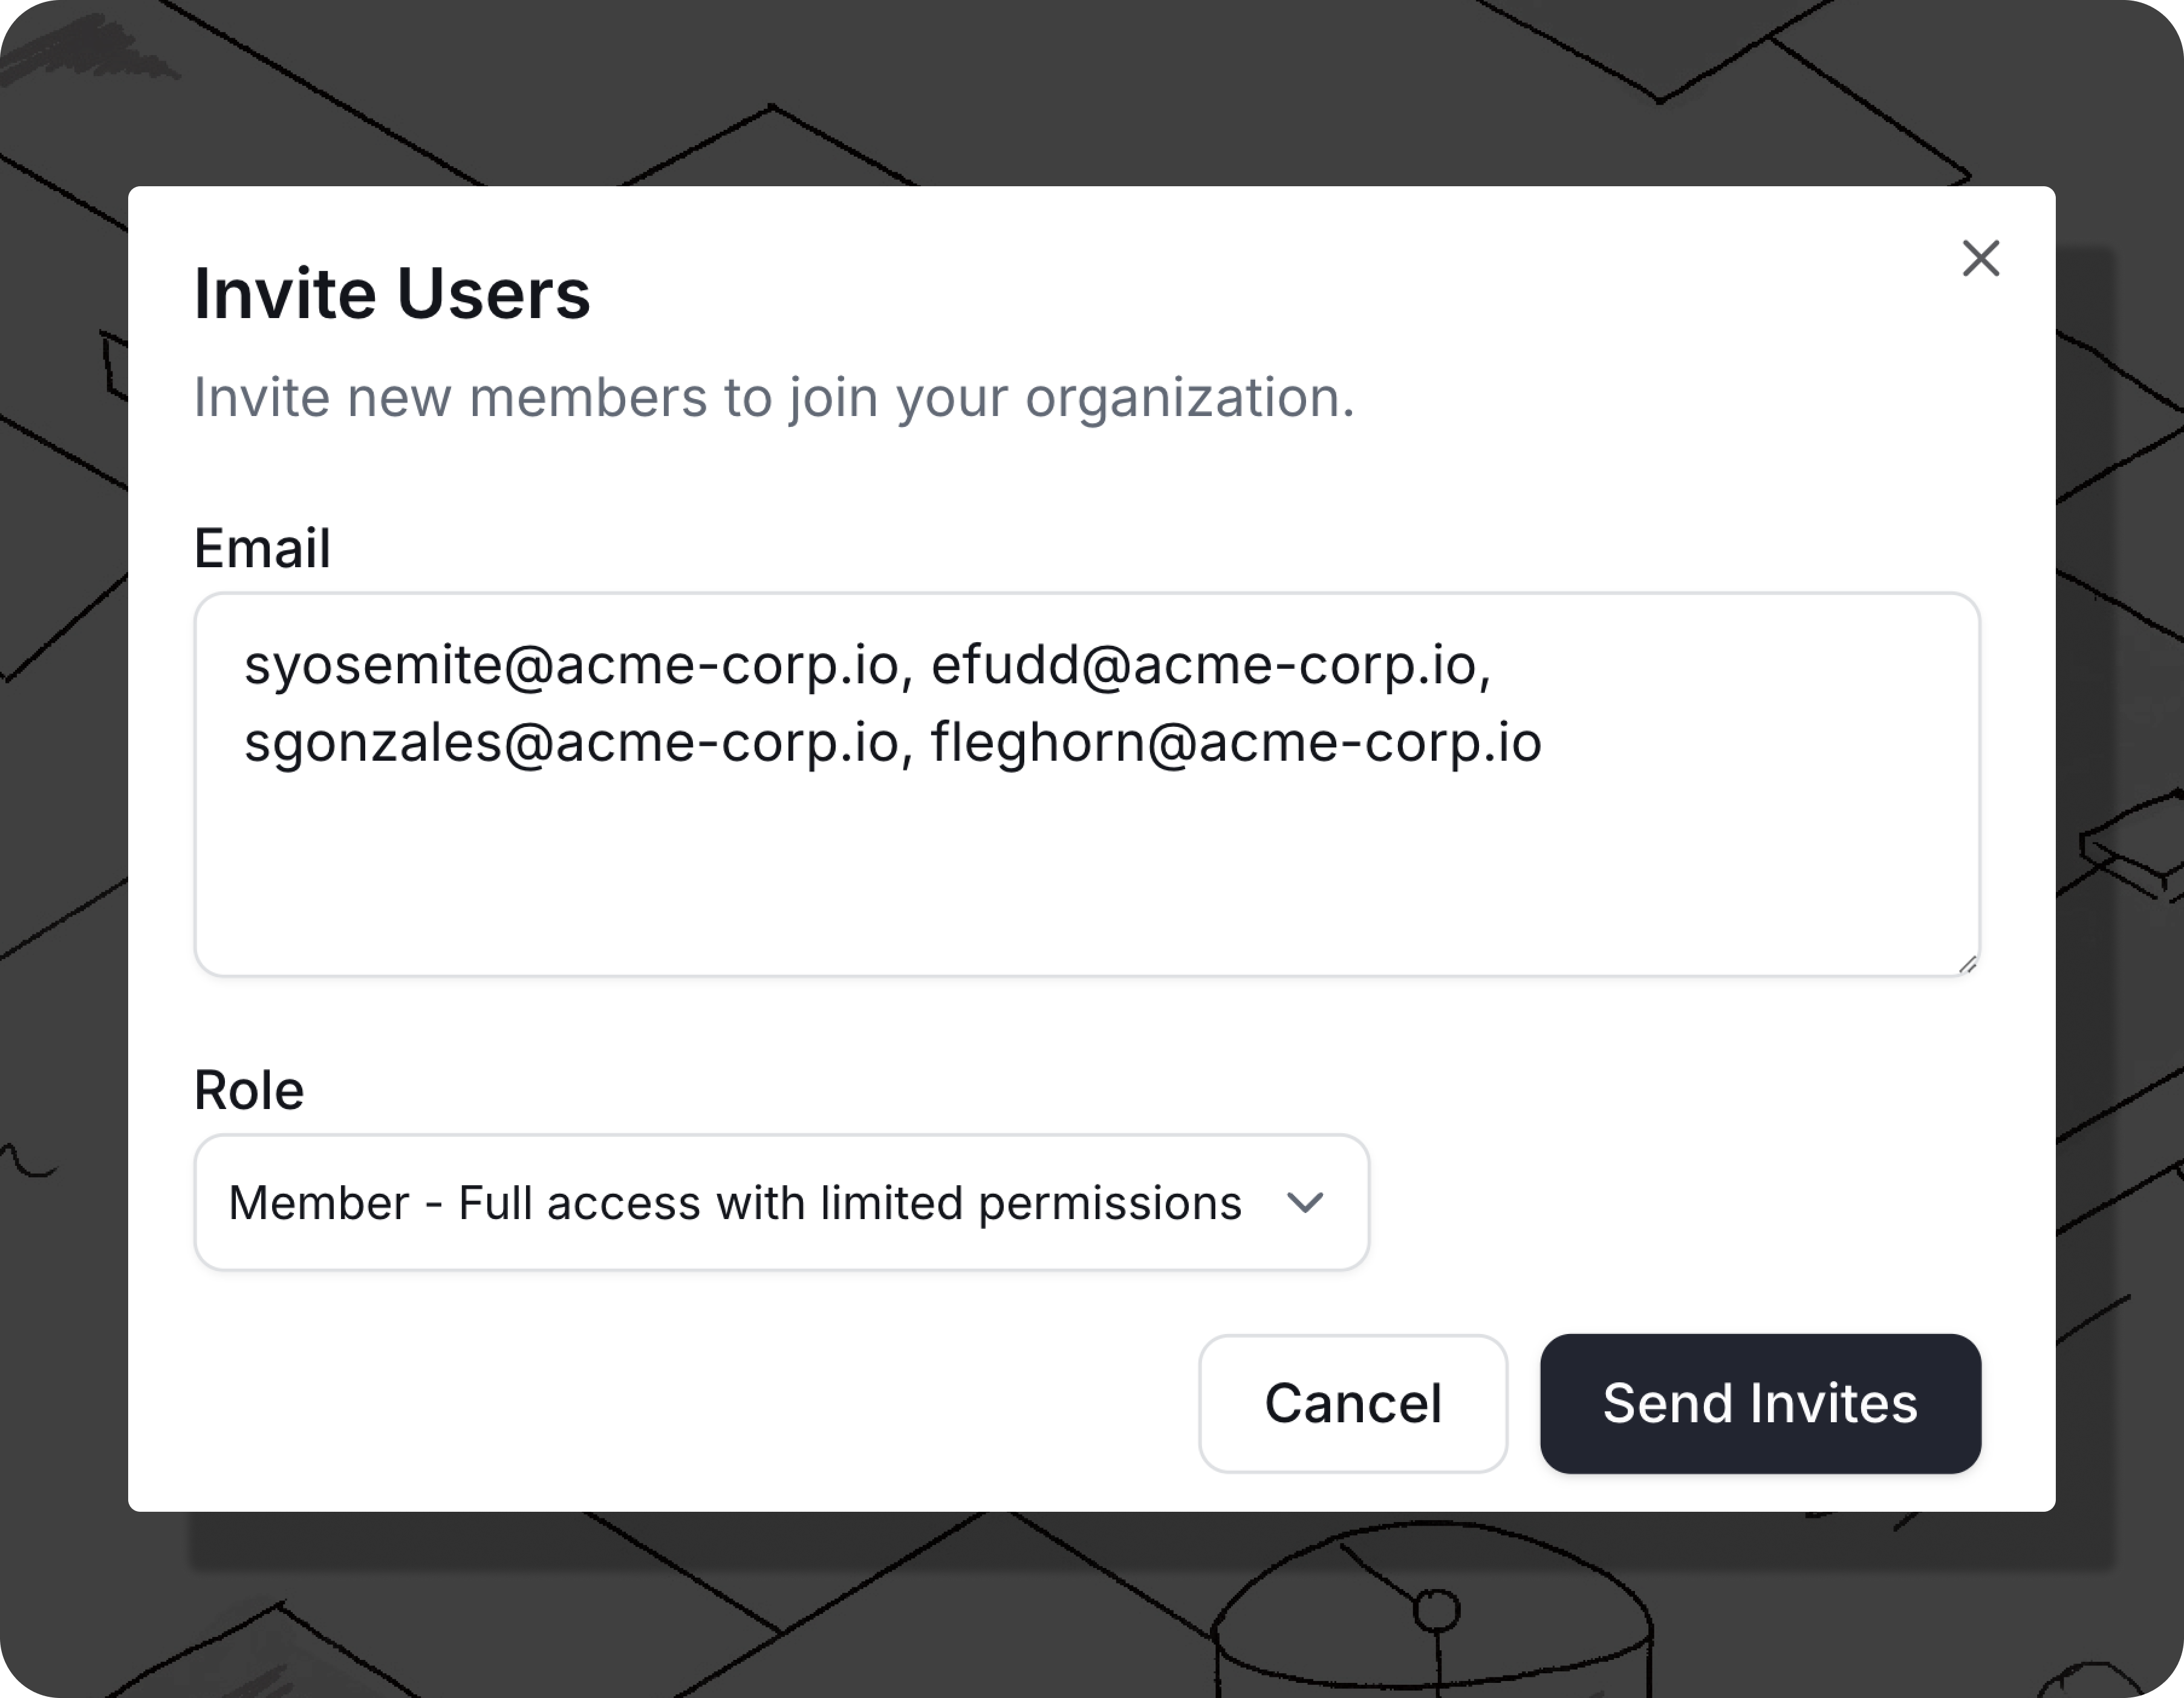 Invite Users
Invite new members to join your organization.
Email
syosemite@acme-corp.io, efudd@acme-corp.io,
sgonzales@acme-corp.io, fleghorn@acme-corp.io
Role
Member - Full access with limited permissions
Cancel
Send Invites